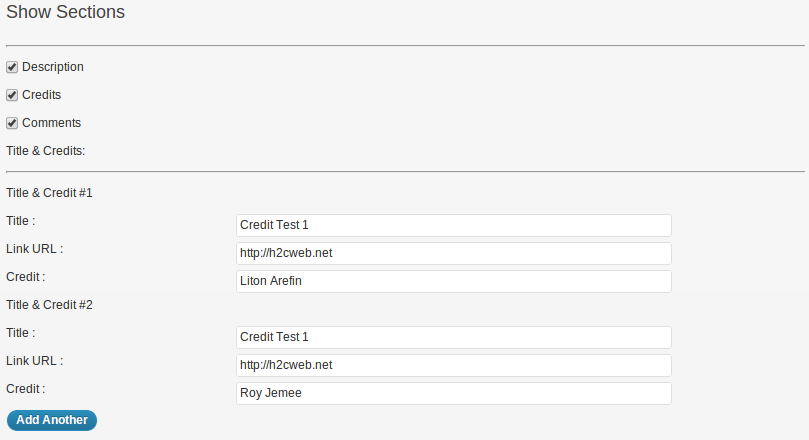 Show Sections
Description
Credits
Comments
Title & Credits:
Title & Credit #1
Title : Credit Test 1
Link URL : http://h2cweb.net
Credit : Liton Arefin
Title & Credit #2
Title : Credit Test 1
Link URL : http://h2cweb.net
Credit : Roy Jemee
Add Another